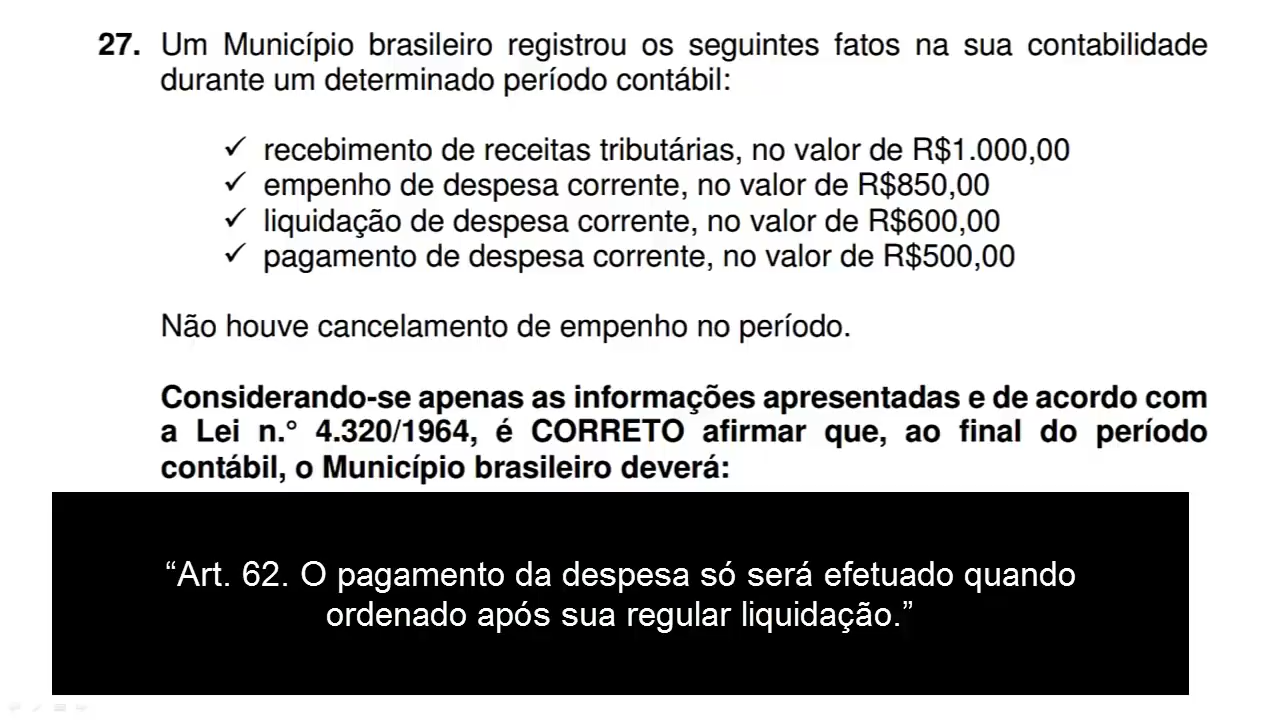 27. Um Município brasileiro registrou os seguintes fatos na sua contabilidade
durante um determinado período contábil:
✓ recebimento de receitas tributárias, no valor de R$1.000,00
✓ empenho de despesa corrente, no valor de R$850,00
✓ liquidação de despesa corrente, no valor de R$600,00
✓ pagamento de despesa corrente, no valor de R$500,00
Não houve cancelamento de empenho no período.
Considerando-se apenas as informações apresentadas e de acordo com
a Lei n.° 4.320/1964, é CORRETO afirmar que, ao final do período
contábil, o Município brasileiro deverá:
“Art. 62. O pagamento da despesa só será efetuado quando
ordenado após sua regular liquidação.”